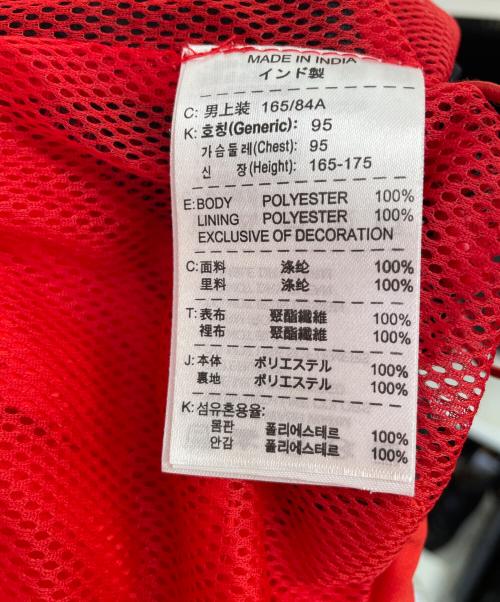 MADE IN INDIA
インド製
C: 男上装 165/84A
K: 호칭(Generic): 95
가슴둘레(Chest): 95
신 장(Height): 165-175
E: BODY POLYESTER 100%
LINING POLYESTER 100%
EXCLUSIVE OF DECORATION
C: 面料 涤纶 100%
里料 涤纶 100%
T: 表布 聚酯纖維 100%
裡布 聚酯纖維 100%
J: 本体 ポリエステル 100%
裏地 ポリエステル 100%
K: 섬유혼용율:
몸판 폴리에스테르 100%
안감 폴리에스테르 100%